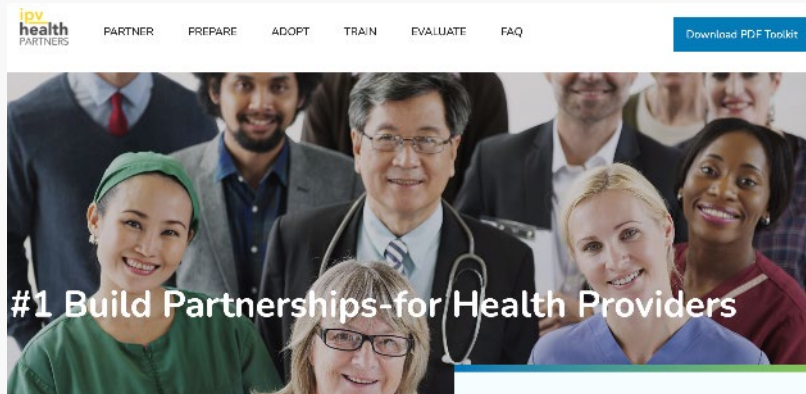 ipv
health
PARTNERS
PARTNER PREPARE ADOPT TRAIN EVALUATE FAQ
Download PDF Toolkit
#1 Build Partnerships-for Health Providers